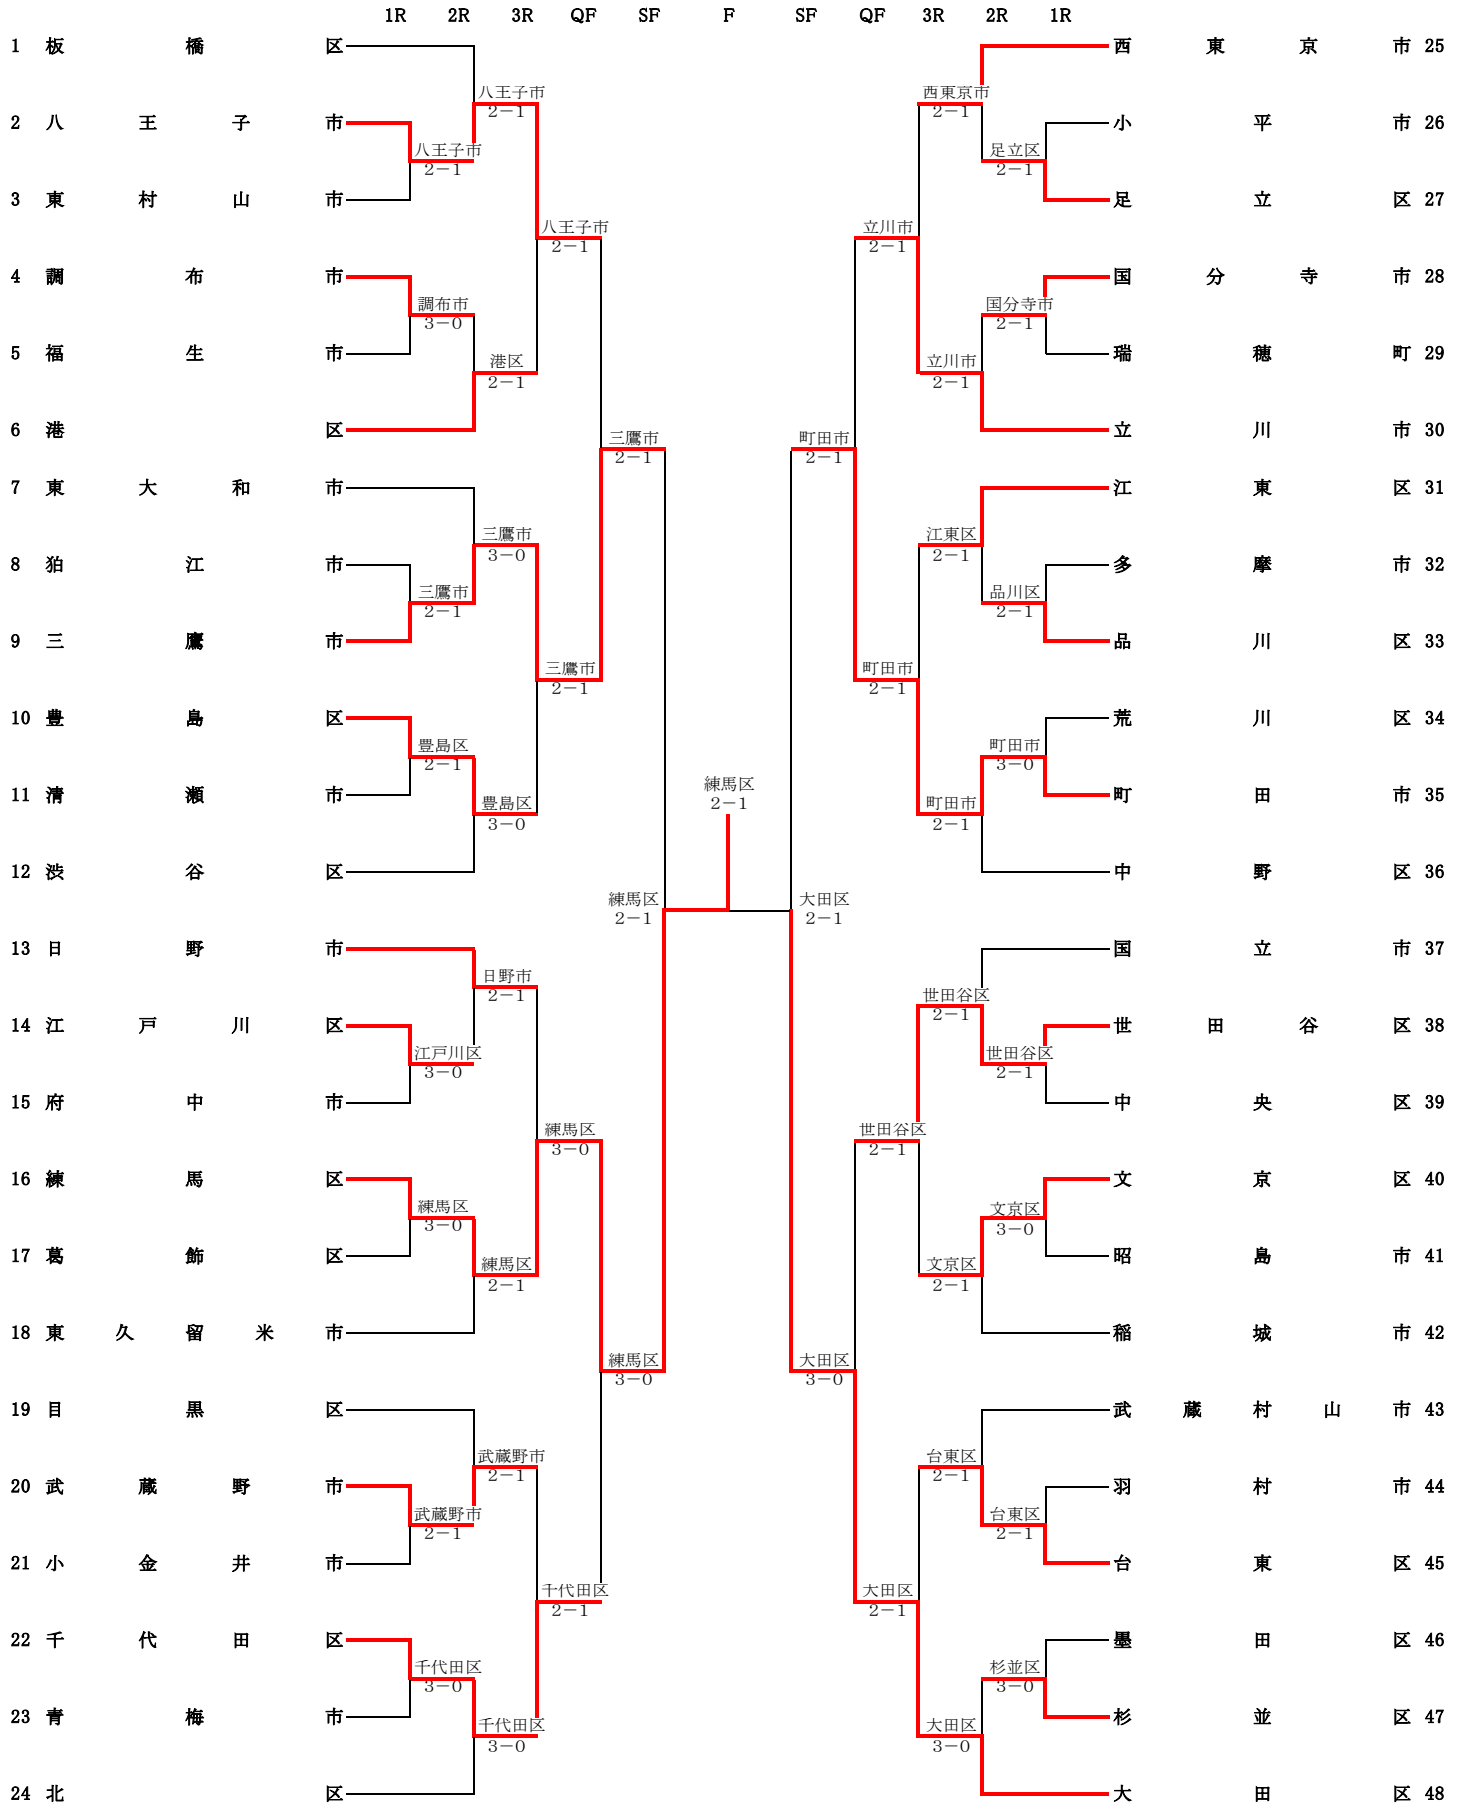 1R 2R 3R QF SF F SF QF 3R 2R 1R
1 板橋区 西東京市 25
八王子市 西東京市
2－1 2－1
2 八王子市 小平市 26
八王子市 足立区
2－1 2－1
3 東村山市 足立区 27
八王子市 立川市
2－1 2－1
4 調布市 国分寺市 28
調布市 国分寺市
3－0 2－1
5 福生市 瑞穂町 29
港区 立川市
2－1 2－1
6 港区 立川市 30
三鷹市 町田市
2－1 2－1
7 東大和市 江東区 31
三鷹市 江東区
3－0 2－1
8 狛江市 多摩市 32
三鷹市 品川区
2－1 2－1
9 三鷹市 品川区 33
三鷹市 町田市
2－1 2－1
10 豊島区 荒川区 34
豊島区 町田市
2－1 3－0
練馬区
2－1
11 清瀬市 町田市 35
豊島区 町田市
3－0 2－1
12 渋谷区 中野区 36
練馬区 大田区
2－1 2－1
13 日野市 国立市 37
日野市 世田谷区
2－1 2－1
14 江戸川区 世田谷区 38
江戸川区 世田谷区
3－0 2－1
15 府中市 中央区 39
練馬区 世田谷区
3－0 2－1
16 練馬区 文京区 40
練馬区 文京区
3－0 3－0
17 葛飾区 昭島市 41
練馬区 文京区
2－1 2－1
18 東久留米市 稲城市 42
練馬区 大田区
3－0 3－0
19 目黒区 武蔵村山市 43
武蔵野市 台東区
2－1 2－1
20 武蔵野市 羽村市 44
武蔵野市 台東区
2－1 2－1
21 小金井市 台東区 45
千代田区 大田区
2－1 2－1
22 千代田区 墨田区 46
千代田区 杉並区
3－0 3－0
23 青梅市 杉並区 47
千代田区 大田区
3－0 3－0
24 北区 大田区 48